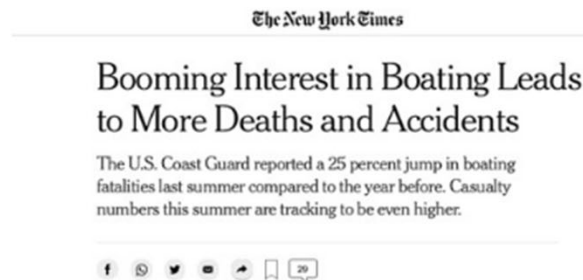 The New York Times
Booming Interest in Boating Leads
to More Deaths and Accidents
The U.S. Coast Guard reported a 25 percent jump in boating
fatalities last summer compared to the year before. Casualty
numbers this summer are tracking to be even higher.
29